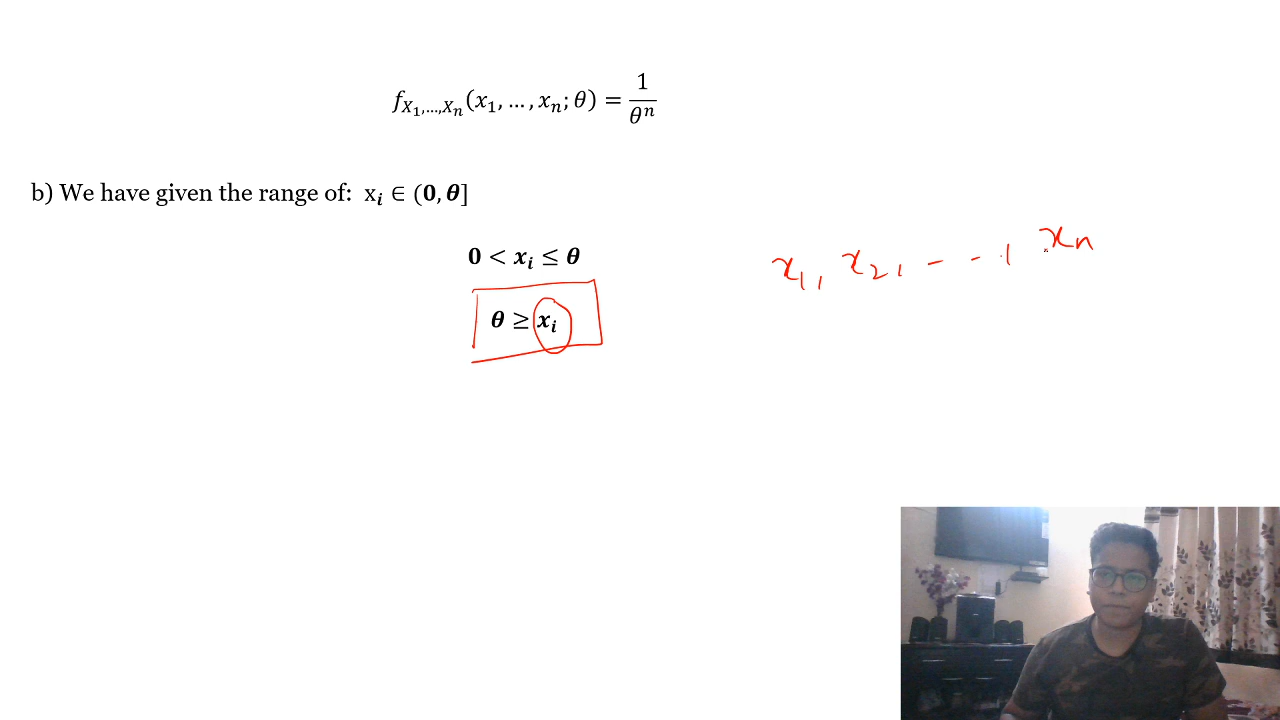 f_{X_1,…,X_n}(x_1, … , x_n; θ) = \frac{1}{θ^n}
b) We have given the range of: x_i ∈ (0, θ]
0 < x_i ≤ θ
x_1, x_2, - - , x_n
θ ≥ x_i